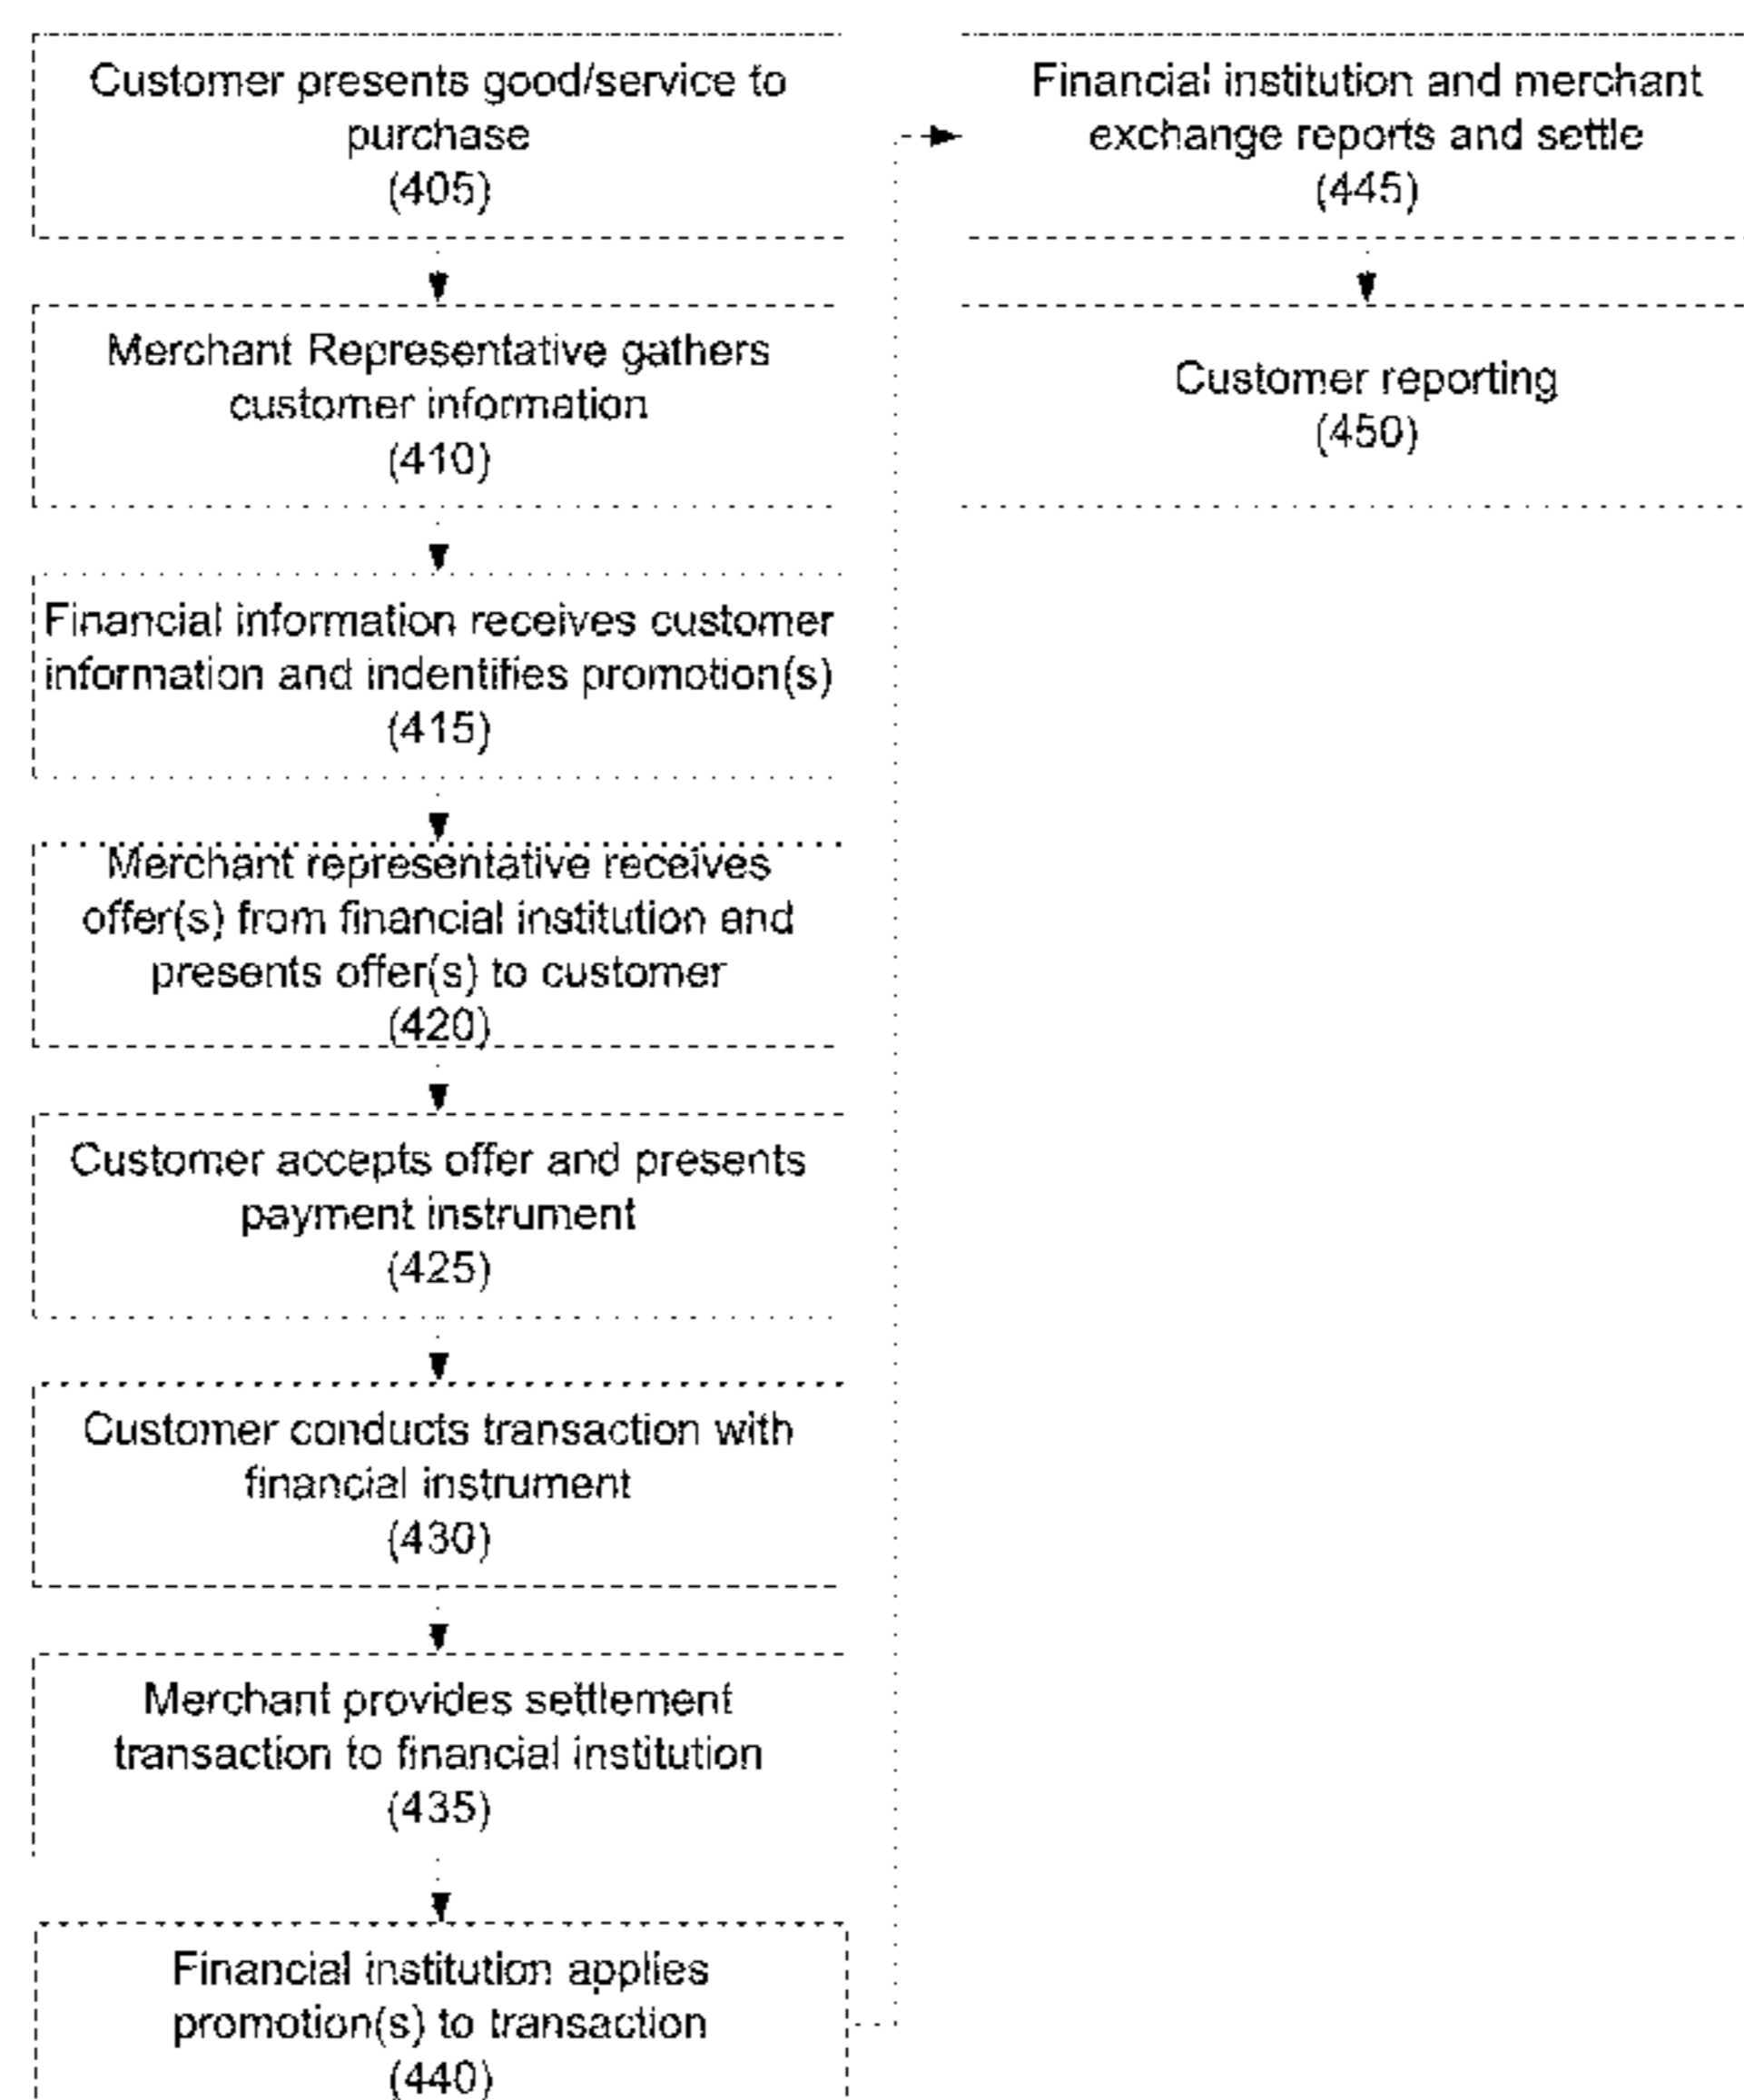 Customer presents good/service to
purchase
(405)
Merchant Representative gathers
customer information
(410)
Financial information receives customer
information and indentifies promotion(s)
(415)
Merchant representative receives
offer(s) from financial institution and
presents offer(s) to customer
(420)
Customer accepts offer and presents
payment instrument
(425)
Customer conducts transaction with
financial instrument
(430)
Merchant provides settlement
transaction to financial institution
(435)
Financial institution applies
promotion(s) to transaction
(440)
Financial institution and merchant
exchange reports and settle
(445)
Customer reporting
(450)